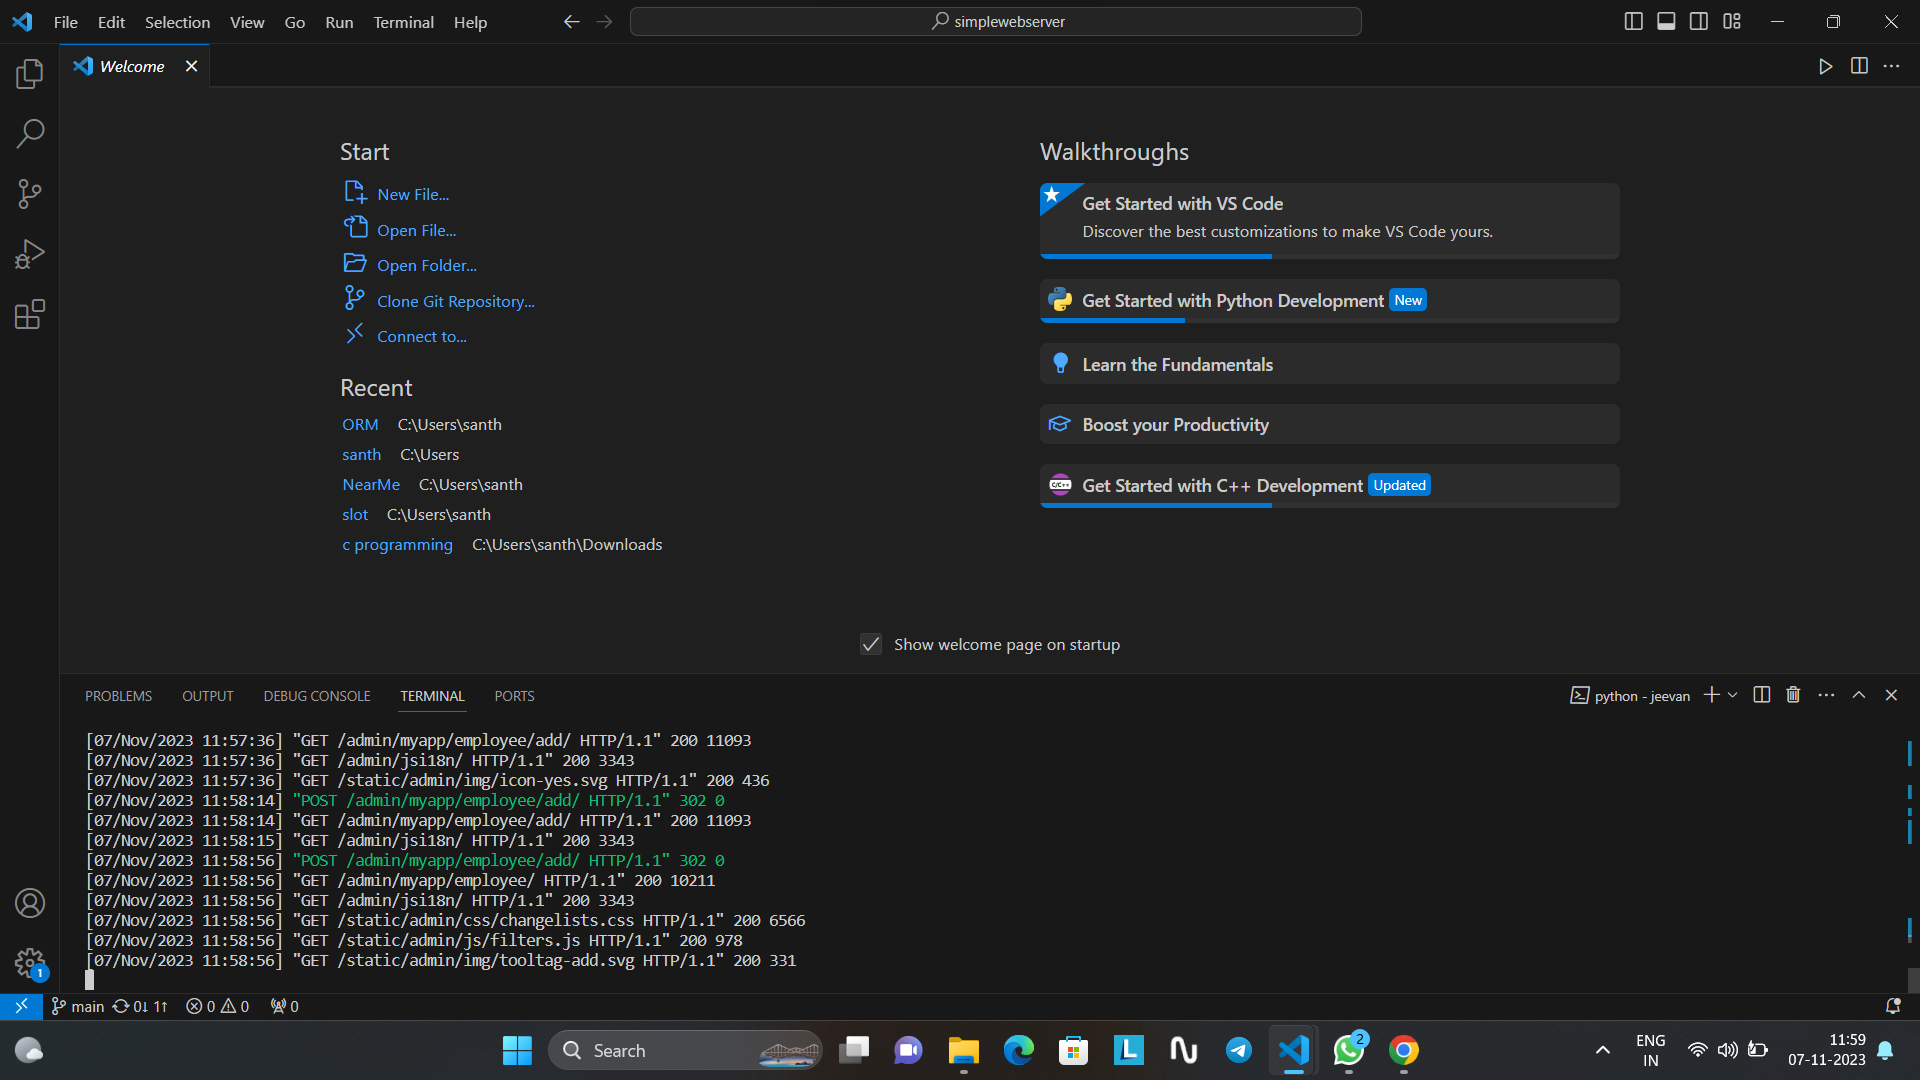 File Edit Selection View Go Run Terminal Help
simplewebserver
Welcome
Start
New File...
Open File...
Open Folder...
Clone Git Repository...
Connect to...
Recent
ORM C:\Users\santh
santh C:\Users
NearMe C:\Users\santh
slot C:\Users\santh
c programming C:\Users\santh\Downloads
Walkthroughs
Get Started with VS Code
Discover the best customizations to make VS Code yours.
Get Started with Python Development New
Learn the Fundamentals
Boost your Productivity
C/C++ Get Started with C++ Development Updated
Show welcome page on startup
PROBLEMS OUTPUT DEBUG CONSOLE TERMINAL PORTS
python - jeevan
[07/Nov/2023 11:57:36] "GET /admin/myapp/employee/add/ HTTP/1.1" 200 11093
[07/Nov/2023 11:57:36] "GET /admin/jsi18n/ HTTP/1.1" 200 3343
[07/Nov/2023 11:57:36] "GET /static/admin/img/icon-yes.svg HTTP/1.1" 200 436
[07/Nov/2023 11:58:14] "POST /admin/myapp/employee/add/ HTTP/1.1" 302 0
[07/Nov/2023 11:58:14] "GET /admin/myapp/employee/add/ HTTP/1.1" 200 11093
[07/Nov/2023 11:58:15] "GET /admin/jsi18n/ HTTP/1.1" 200 3343
[07/Nov/2023 11:58:56] "POST /admin/myapp/employee/add/ HTTP/1.1" 302 0
[07/Nov/2023 11:58:56] "GET /admin/myapp/employee/ HTTP/1.1" 200 10211
[07/Nov/2023 11:58:56] "GET /admin/jsi18n/ HTTP/1.1" 200 3343
[07/Nov/2023 11:58:56] "GET /static/admin/css/changelists.css HTTP/1.1" 200 6566
[07/Nov/2023 11:58:56] "GET /static/admin/js/filters.js HTTP/1.1" 200 978
[07/Nov/2023 11:58:56] "GET /static/admin/img/tooltag-add.svg HTTP/1.1" 200 331
1
main 0↓ 1↑ 0 0 0
Search
L
2
ENG
IN
11:59
07-11-2023